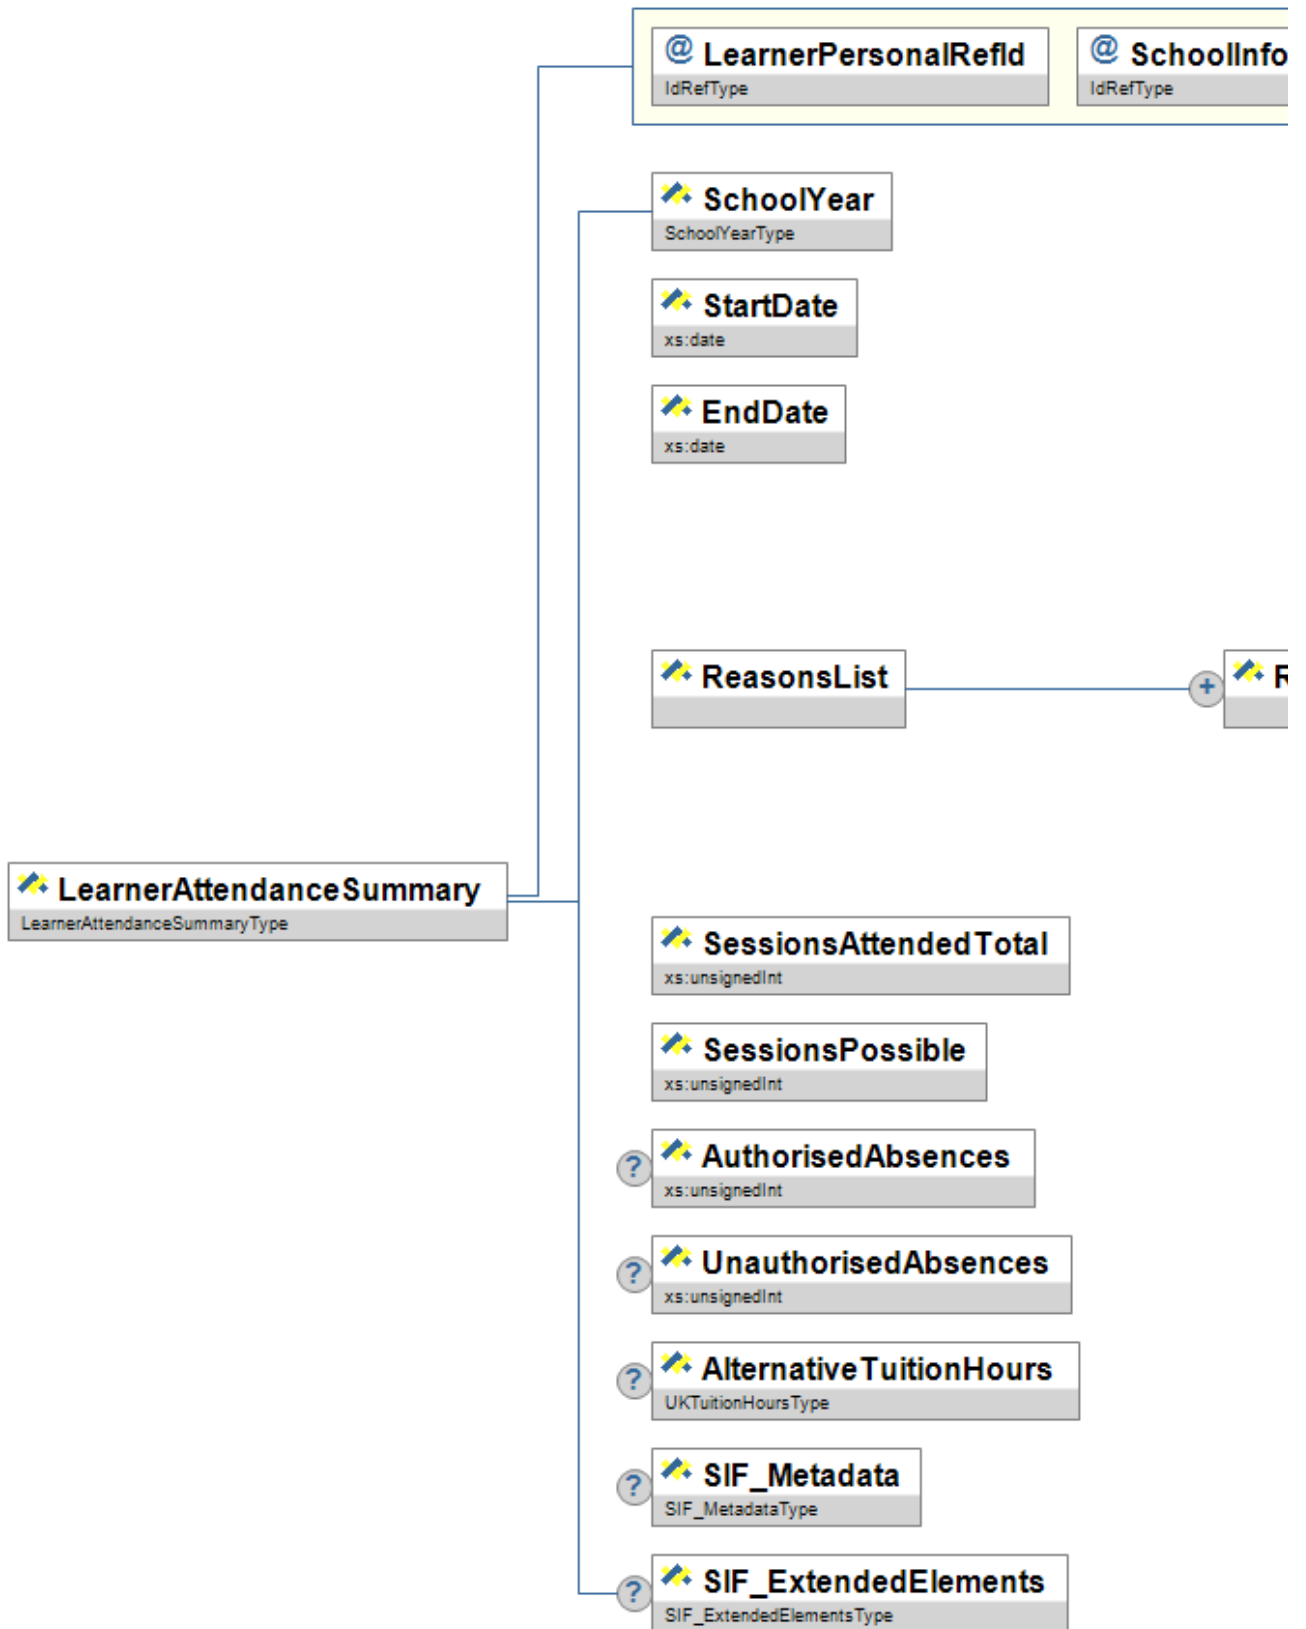 @ LearnerPersonalRefId @ SchoolInfo
IdRefType IdRefType
SchoolYear
SchoolYearType
StartDate
xs:date
EndDate
xs:date
ReasonsList + R
LearnerAttendanceSummary
LearnerAttendanceSummaryType
SessionsAttendedTotal
xs:unsignedInt
SessionsPossible
xs:unsignedInt
? AuthorisedAbsences
xs:unsignedInt
? UnauthorisedAbsences
xs:unsignedInt
? AlternativeTuitionHours
UKTuitionHoursType
? SIF_Metadata
SIF_MetadataType
? SIF_ExtendedElements
SIF_ExtendedElementsType